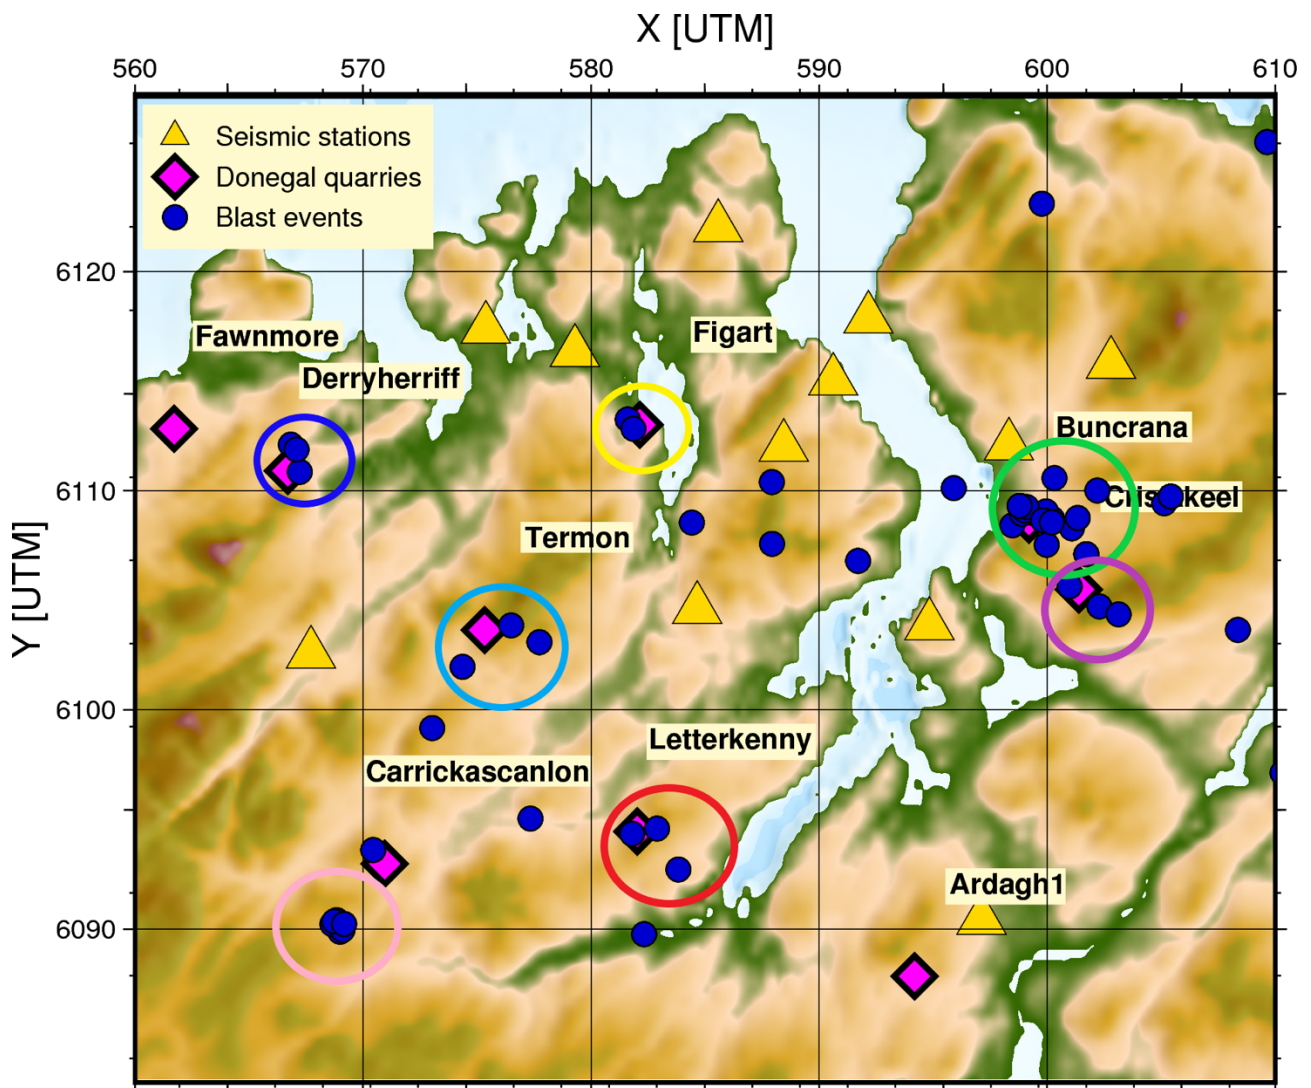 X [UTM]
560 570 580 590 600 610
Seismic stations
Donegal quarries
Blast events
6120
Fawnmore
Figart
Derryherriff
Buncrana
6110
Termon
Y [UTM]
6100
Letterkenny
Carrickascanlon
Ardagh1
6090